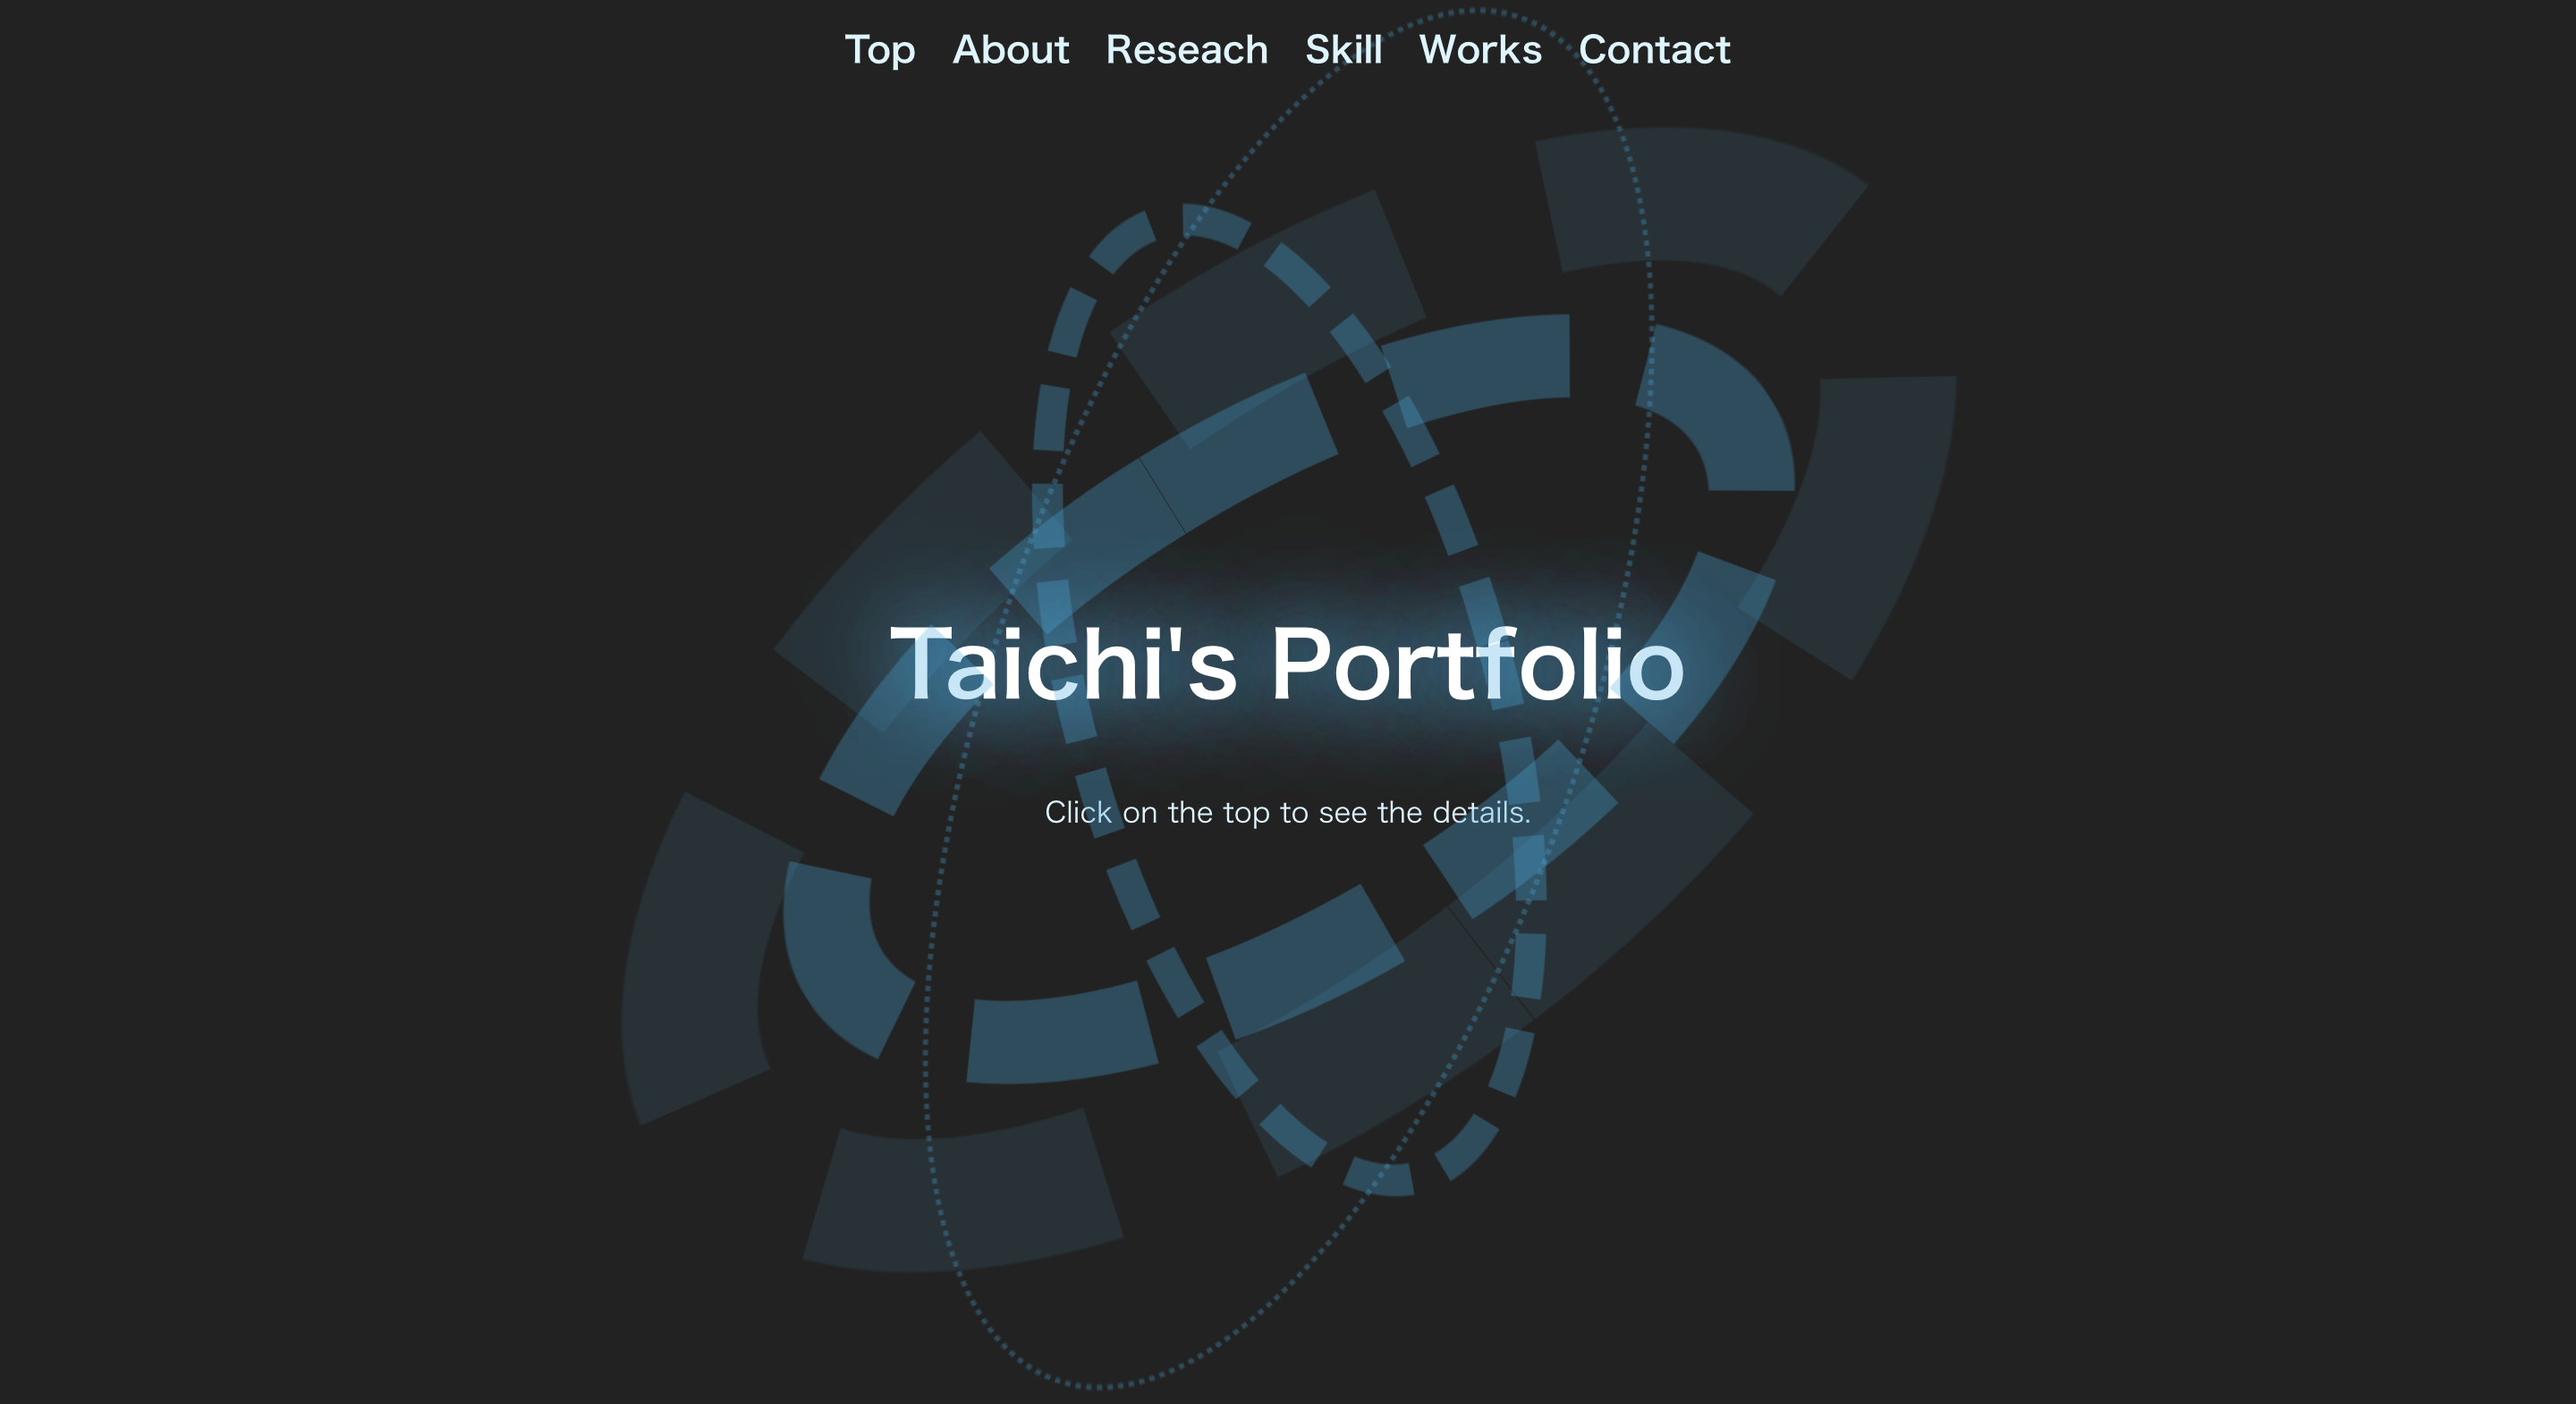 Top About Reseach Skill Works Contact
Taichi's Portfolio
Click on the top to see the details.